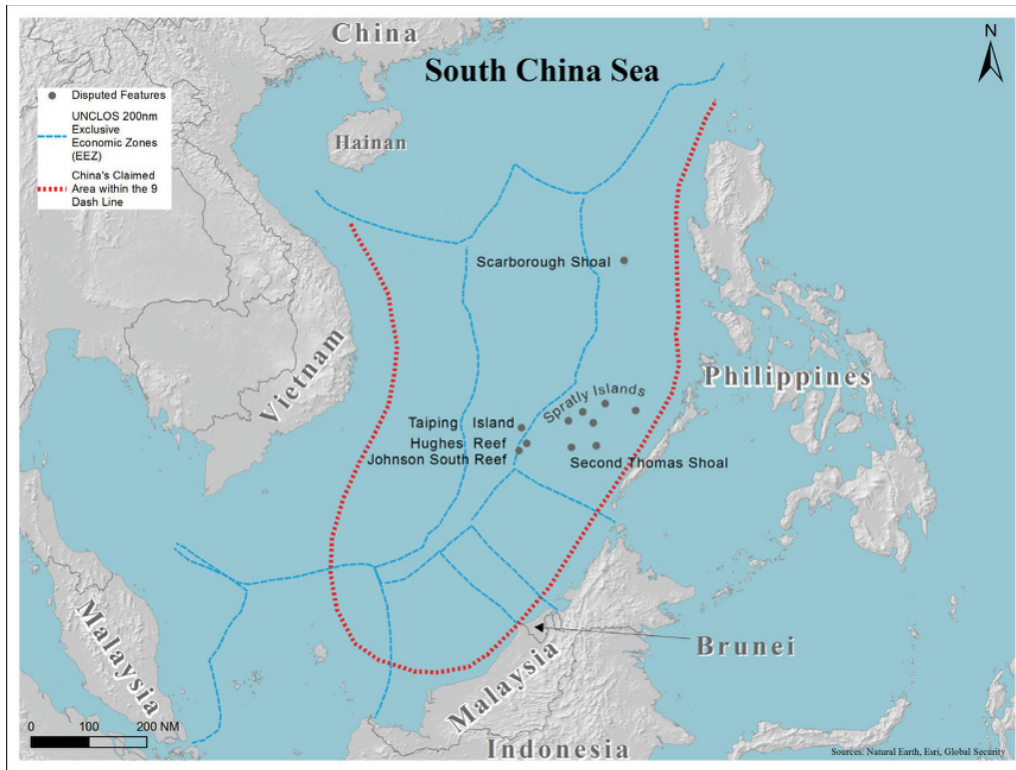 China
South China Sea
N
Disputed Features
UNCLOS 200nm
Exclusive
Economic Zones
(EEZ)
China's Claimed
Area within the 9
Dash Line
Hainan
Scarborough Shoal
Vietnam
Philippines
Spratly Islands
Taiping Island
Hughes Reef
Johnson South Reef
Second Thomas Shoal
Malaysia
Brunei
Malaysia
Indonesia
0 100 200 NM
Sources: Natural Earth, Esri, Global Security